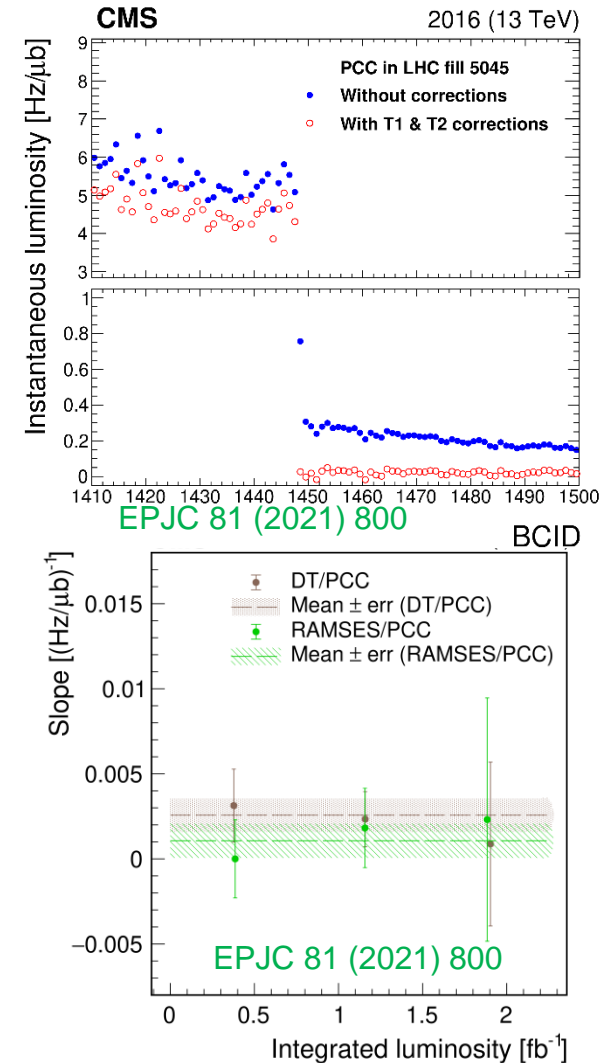 CMS 2016 (13 TeV)
Instantaneous luminosity [Hz/μb]
PCC in LHC fill 5045
Without corrections
With T1 & T2 corrections
9
8
7
6
5
4
3
1
0.8
0.6
0.4
0.2
0
1410 1420 1430 1440 1450 1460 1470 1480 1490 1500
EPJC 81 (2021) 800
BCID
Slope [(Hz/μb)⁻¹]
DT/PCC
Mean ± err (DT/PCC)
RAMSES/PCC
Mean ± err (RAMSES/PCC)
0.015
0.01
0.005
0
−0.005
EPJC 81 (2021) 800
0 0.5 1 1.5 2
Integrated luminosity [fb⁻¹]